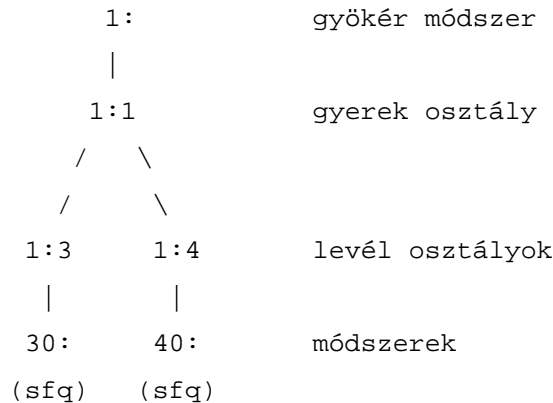 1: gyökér módszer
|
1:1 gyerek osztály
/ \
/ \
1:3 1:4 levél osztályok
| |
30: 40: módszerek
(sfq) (sfq)